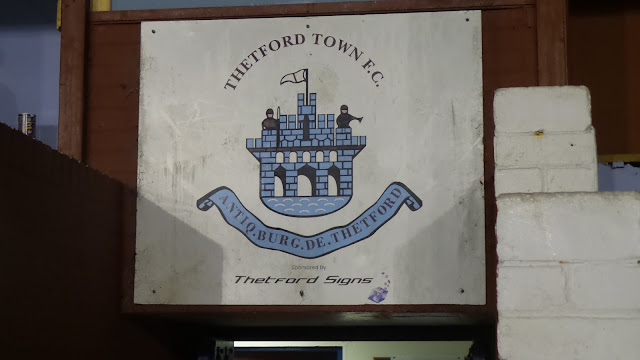 THETFORD TOWN F.C.
ANTIQ.BURG.DE.THETFORD
Sponsored By
Thetford Signs